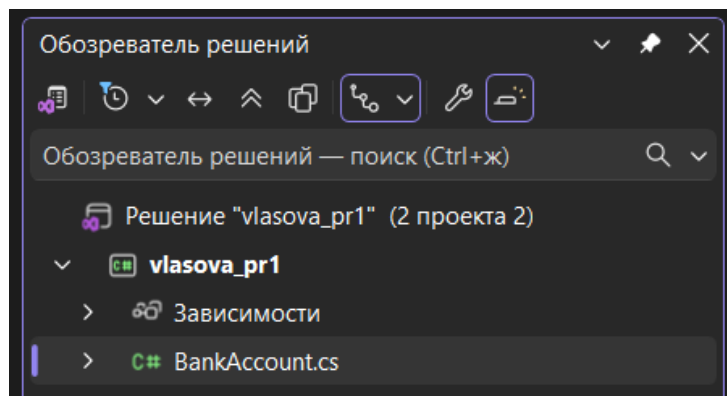 Обозреватель решений
Обозреватель решений — поиск (Ctrl+ж)
Решение "vlasova_pr1" (2 проекта 2)
C# vlasova_pr1
Зависимости
C# BankAccount.cs